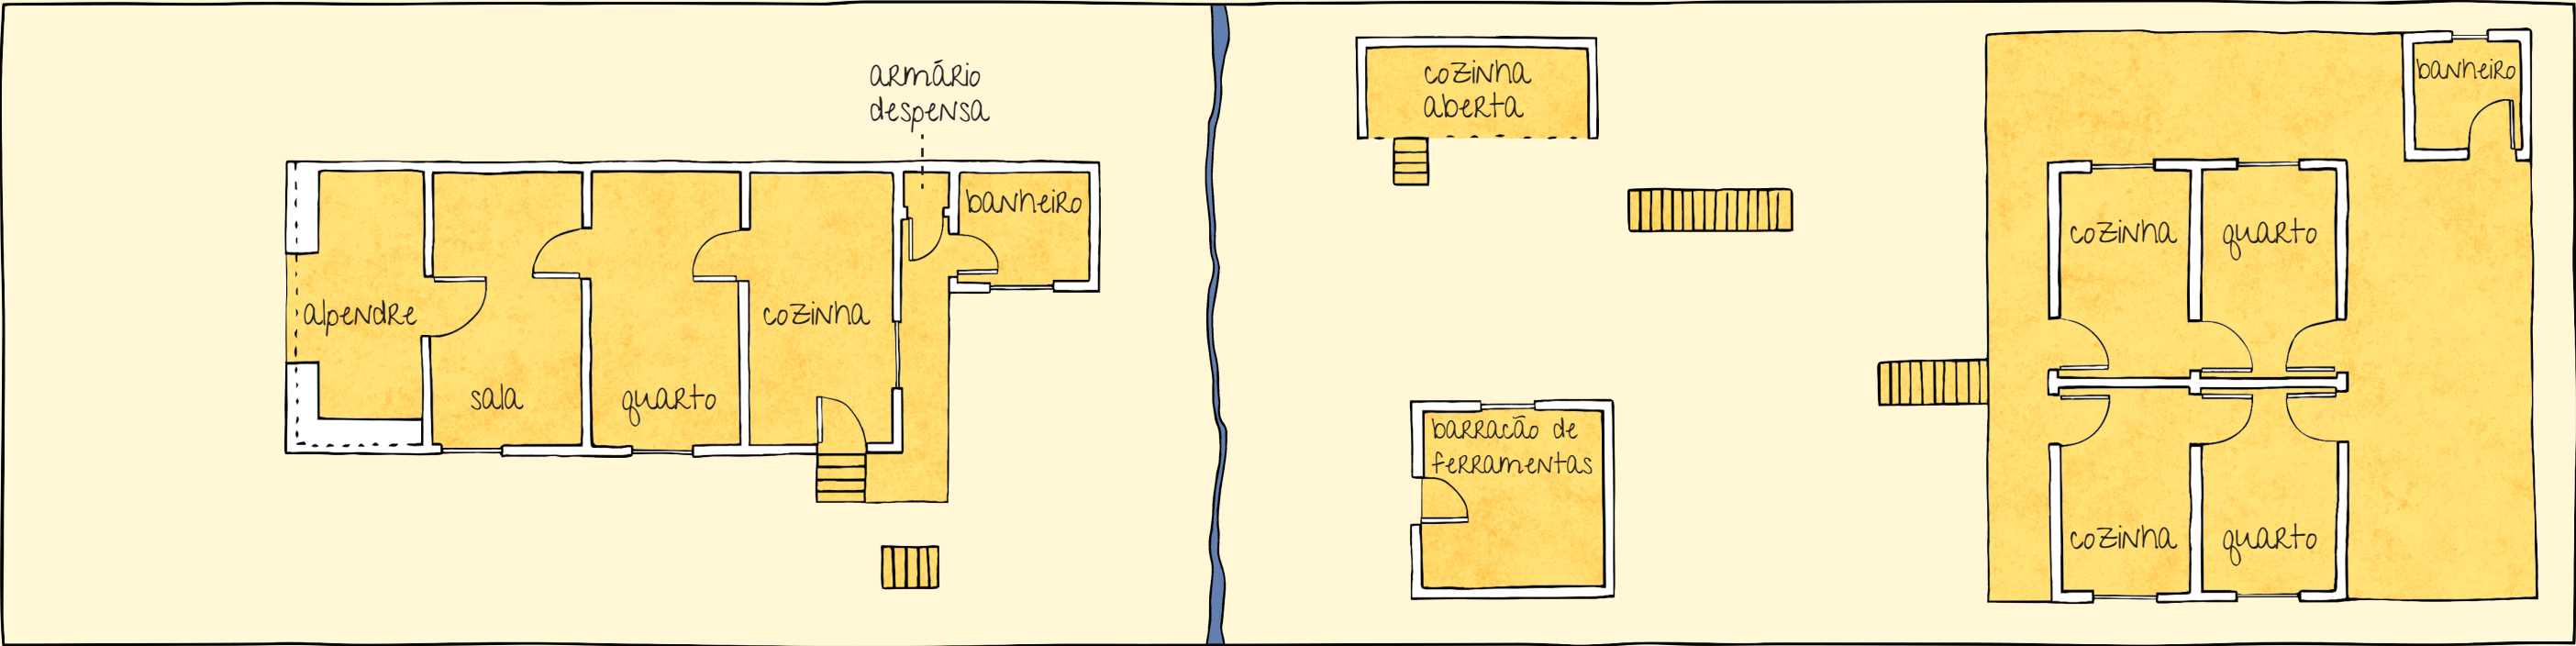 armário
despensa
banheiro
alpendre
cozinha
sala
quarto
cozinha
aberta
barracão de
ferramentas
banheiro
cozinha
quarto
cozinha
quarto